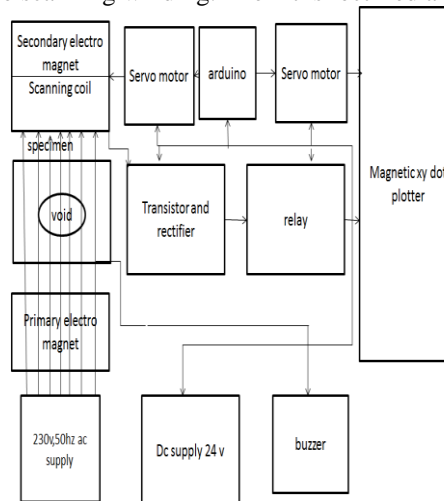 Secondary electro
magnet
Scanning coil
Servo motor
arduino
Servo motor
Magnetic xy dot
plotter
specimen
void
Transistor and
rectifier
relay
Primary electro
magnet
230v,50hz ac
supply
Dc supply 24 v
buzzer